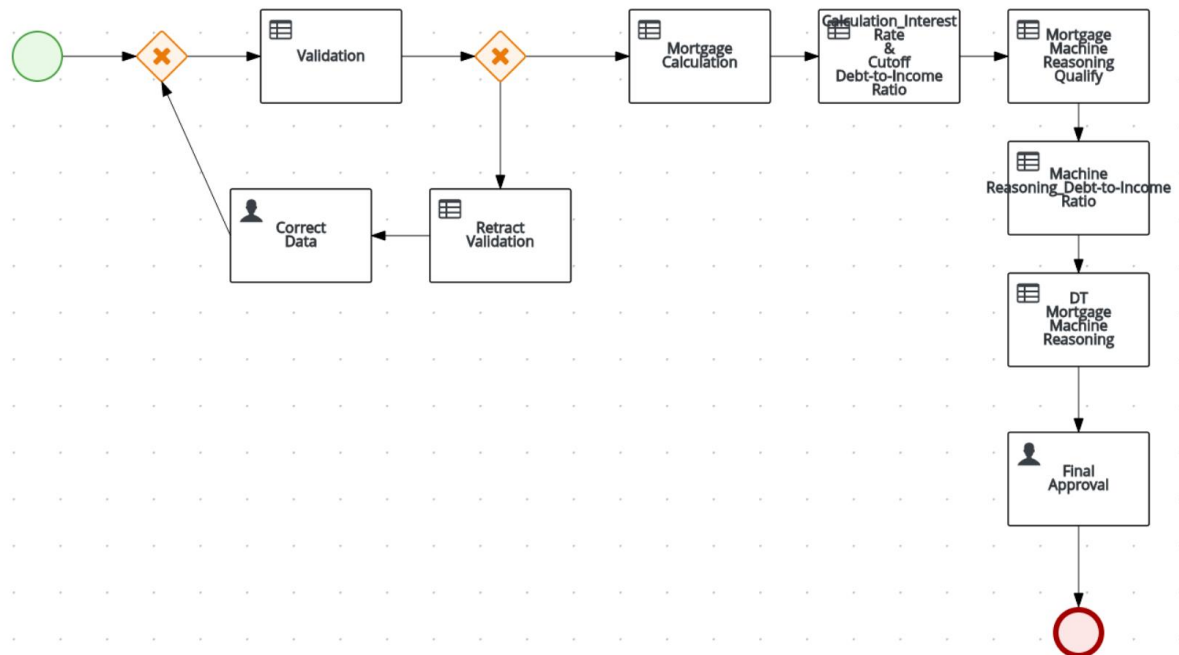 Validation
Mortgage
Calculation
Calculation_Interest
Rate
&
Cutoff
Debt-to-Income
Ratio
Mortgage
Machine
Reasoning
Qualify
Machine
Reasoning_Debt-to-Income
Ratio
Correct
Data
Retract
Validation
DT
Mortgage
Machine
Reasoning
Final
Approval